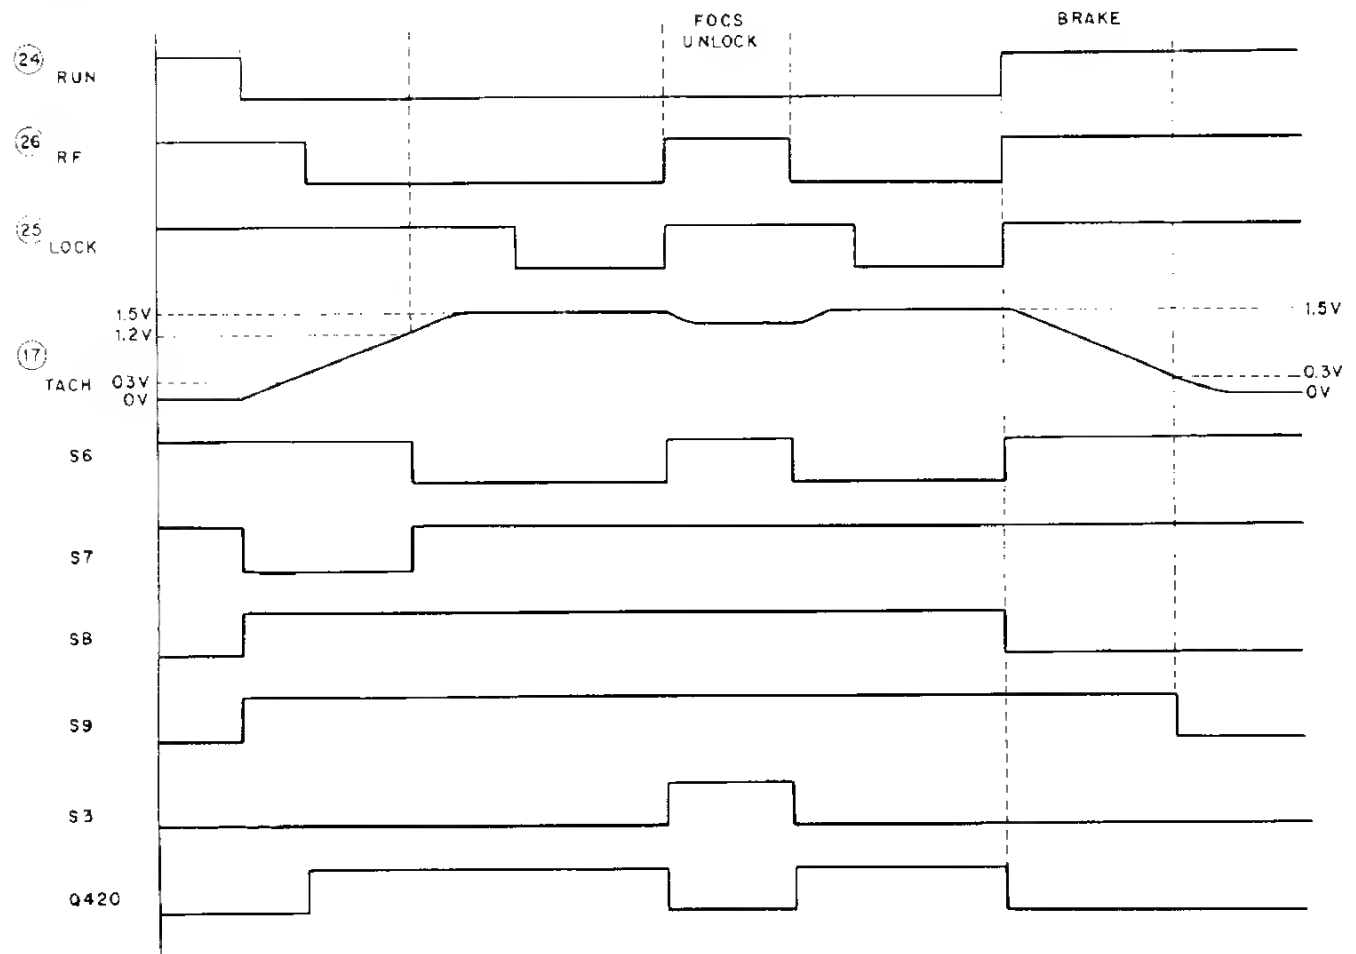 FOCS
UNLOCK
BRAKE
24 RUN
26 RF
25 LOCK
1.5V
1.2V
17
TACH
03V
0V
1.5V
0.3V
0V
S6
S7
S8
S9
S3
Q420